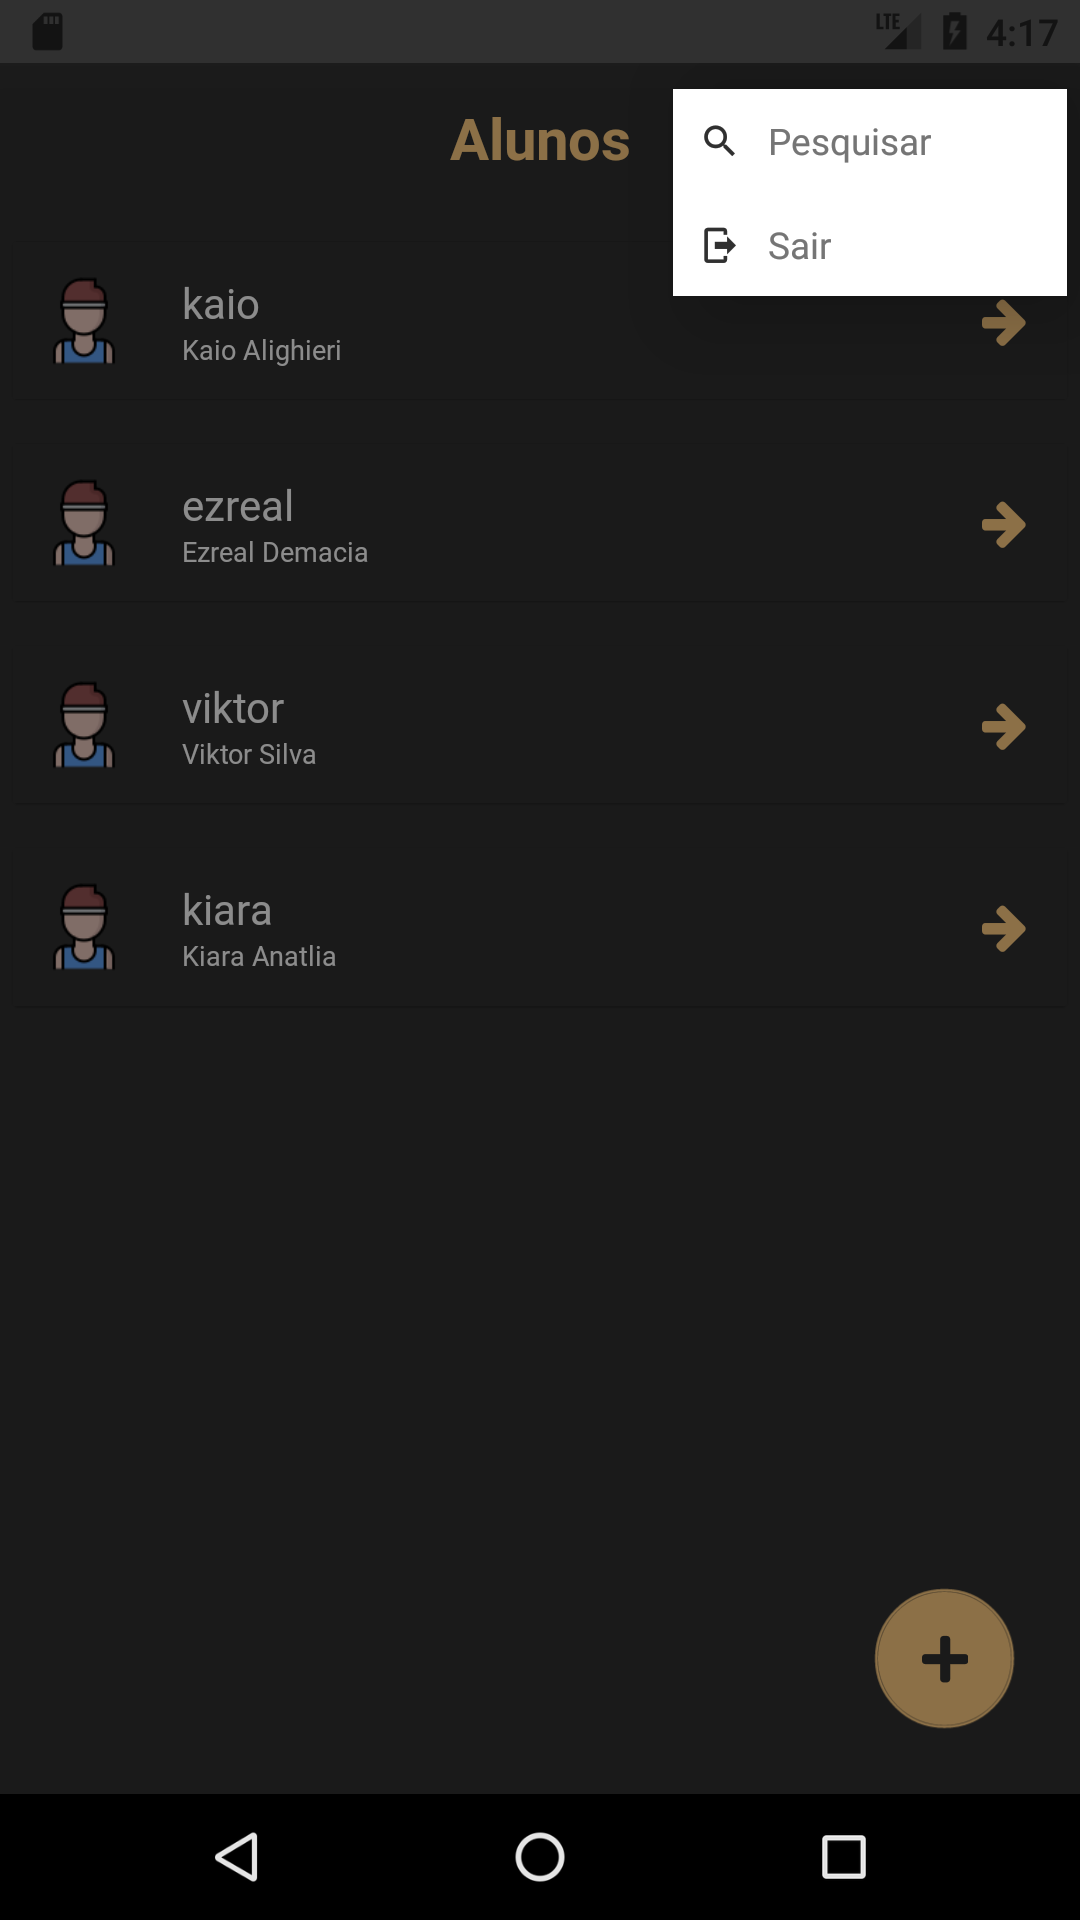 LTE 4:17
Alunos
Pesquisar
Sair
kaio
Kaio Alighieri
ezreal
Ezreal Demacia
viktor
Viktor Silva
kiara
Kiara Anatlia